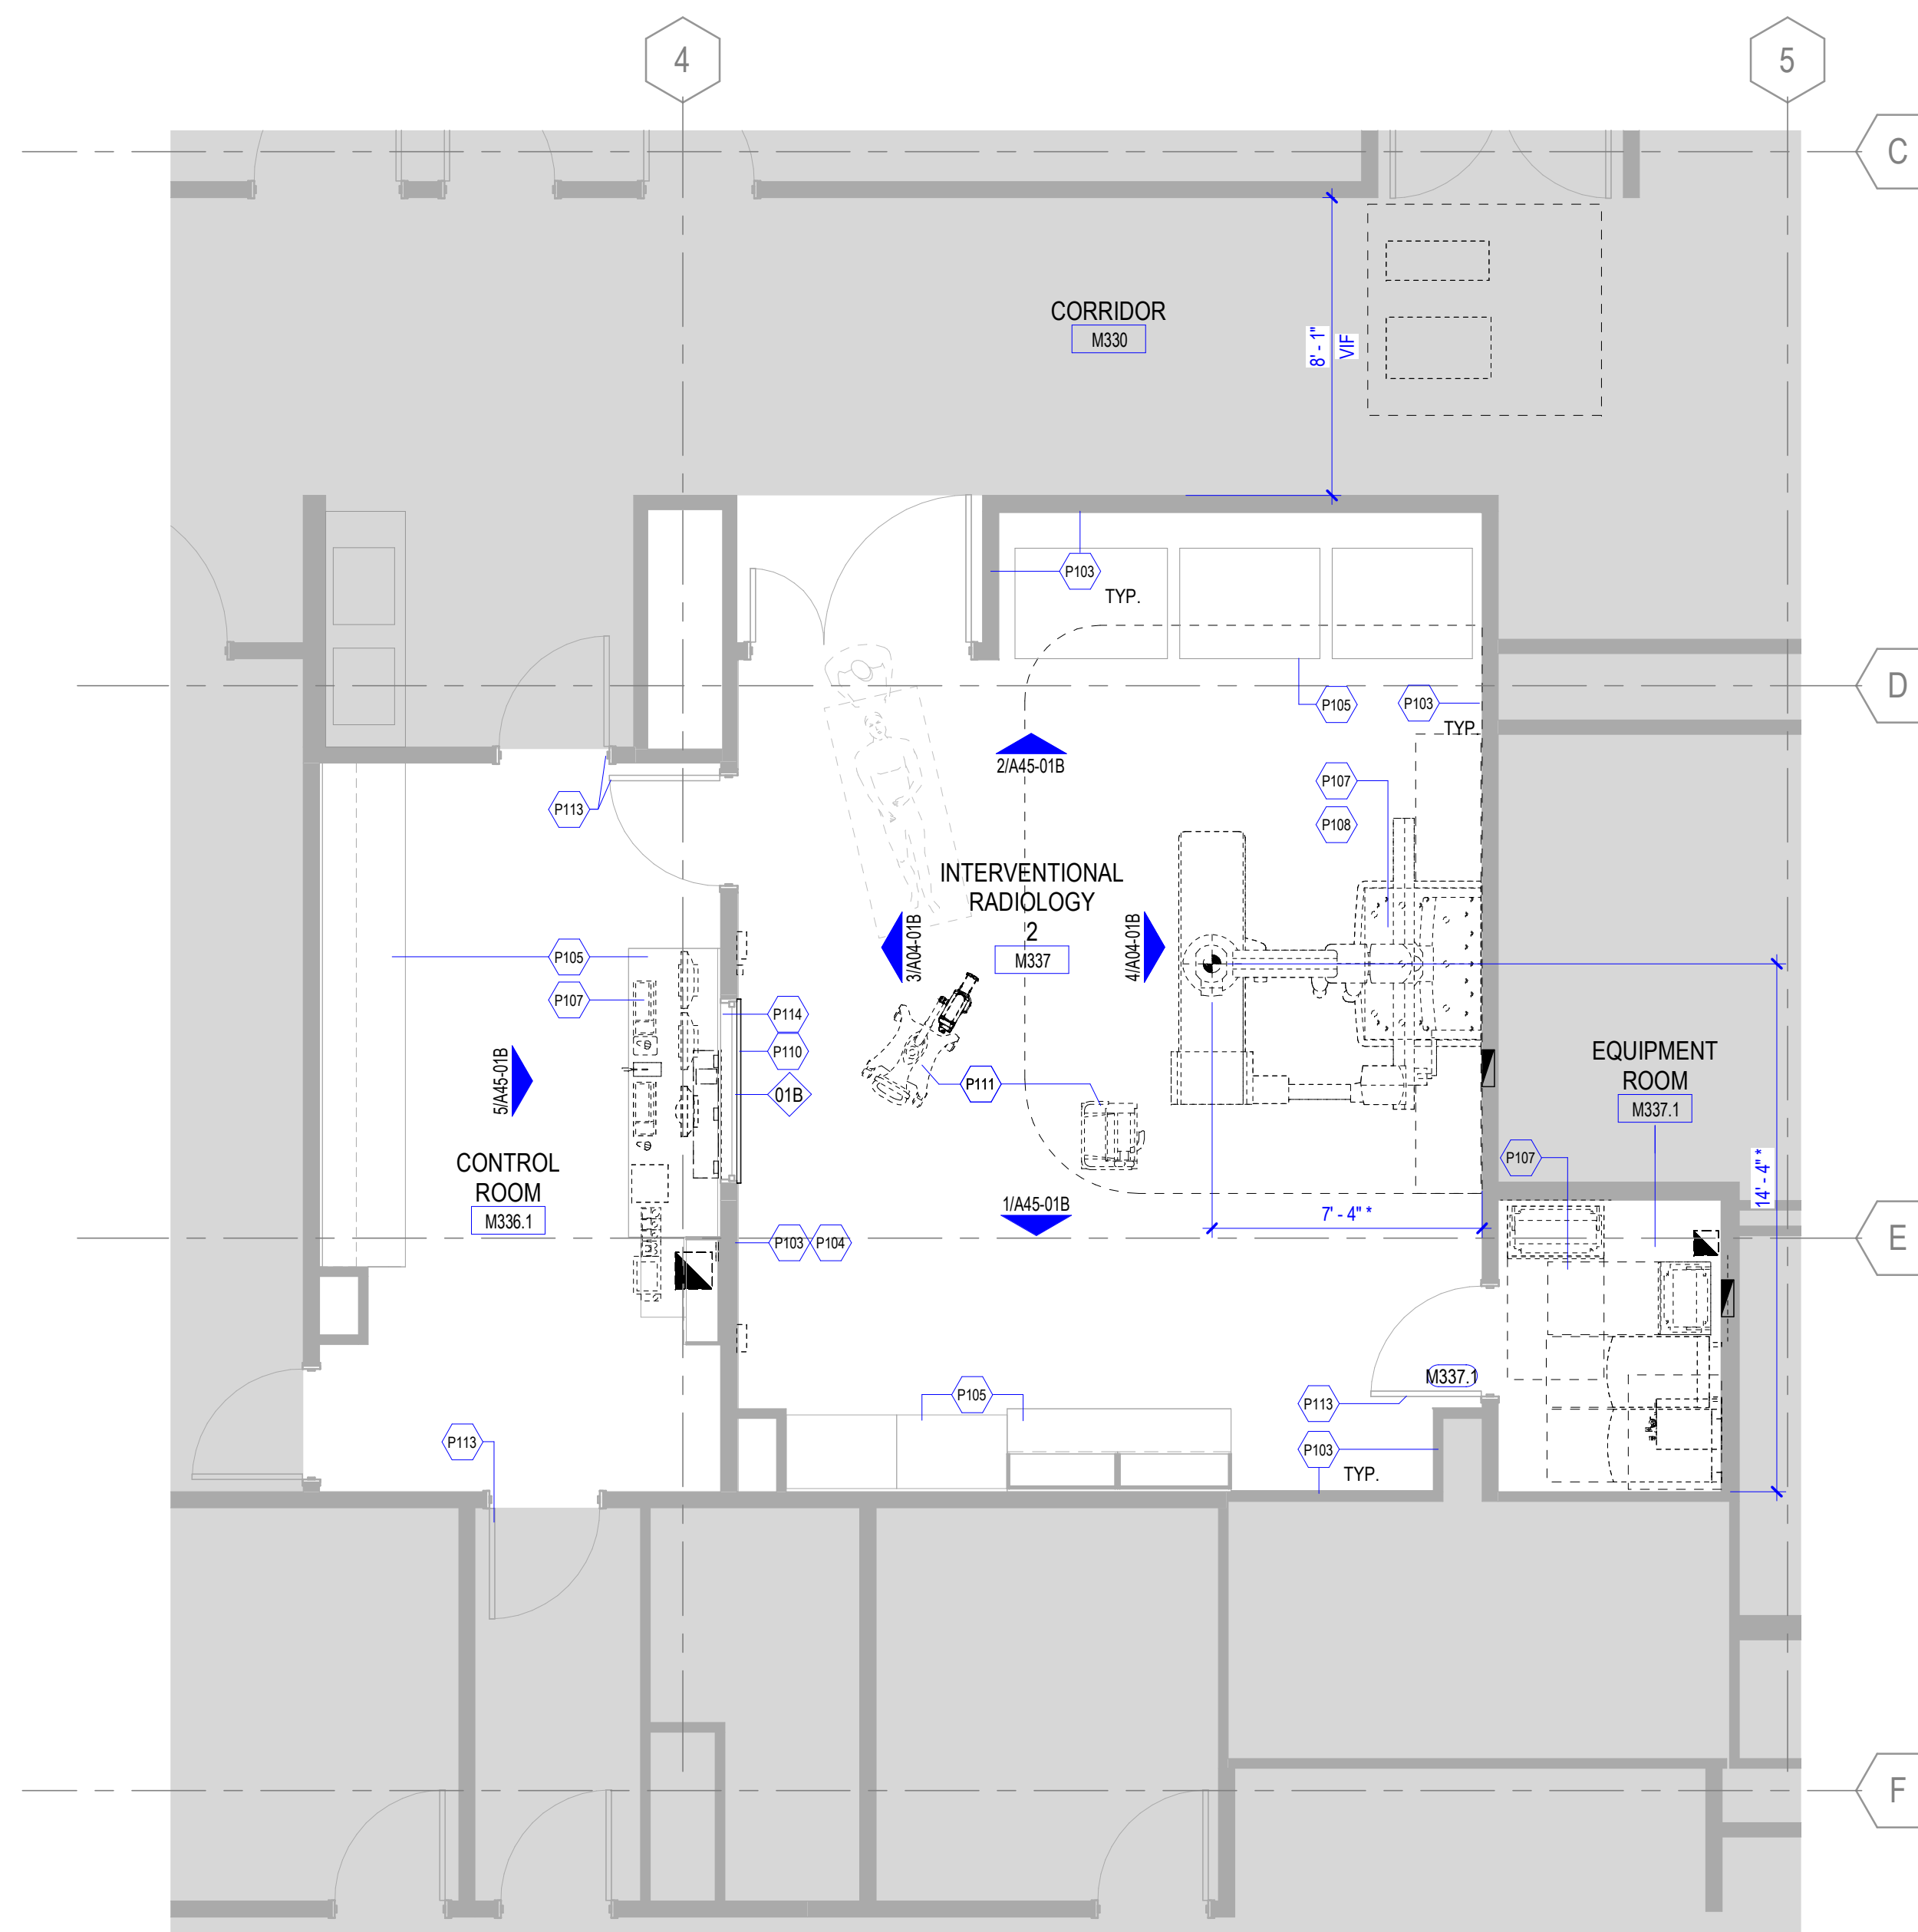 4
5
C
CORRIDOR
M330
8' - 1"
VIF
P103
TYP.
D
P105
P103
TYP.
2/A45-01B
P107
P113
P108
INTERVENTIONAL
RADIOLOGY
2
M337
3/A04-01B
4/A04-01B
P105
P107
P114
P110
01B
P111
5/A45-01B
EQUIPMENT
ROOM
M337.1
CONTROL
ROOM
M336.1
P107
14' - 4" *
1/A45-01B
7' - 4" *
P103
P104
E
M337.1
P105
P113
P113
P103
TYP.
F